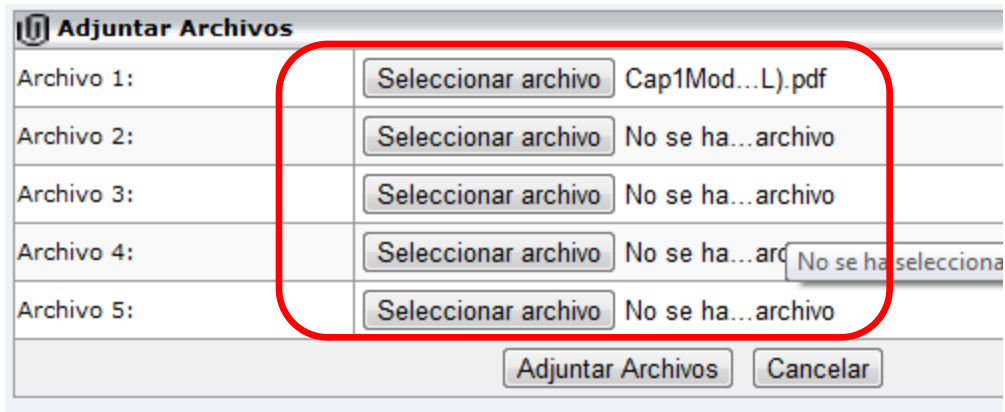 Adjuntar Archivos
Archivo 1: Seleccionar archivo Cap1Mod...L).pdf
Archivo 2: Seleccionar archivo No se ha...archivo
Archivo 3: Seleccionar archivo No se ha...archivo
Archivo 4: Seleccionar archivo No se ha...arc No se ha selecciona
Archivo 5: Seleccionar archivo No se ha...archivo
Adjuntar Archivos Cancelar